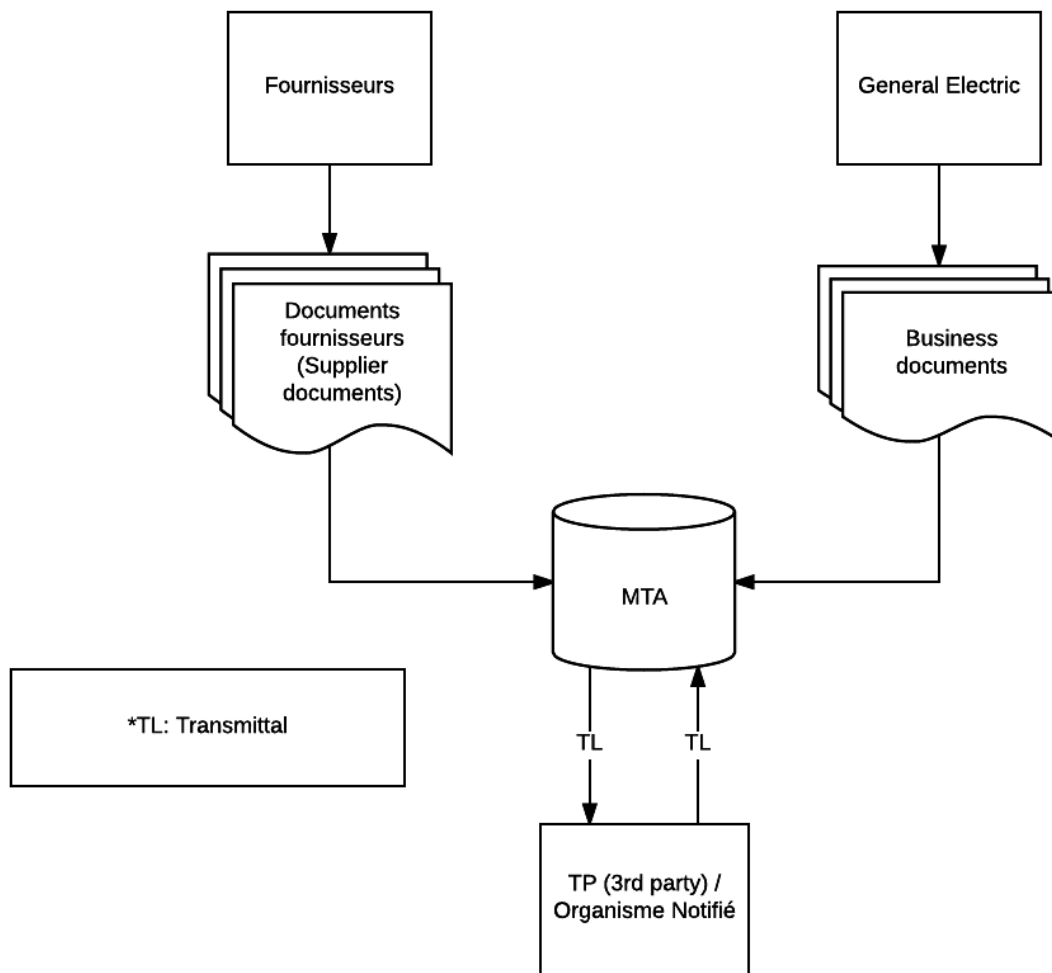 Fournisseurs
General Electric
Documents
fournisseurs
(Supplier
documents)
Business
documents
MTA
*TL: Transmittal
TL
TL
TP (3rd party) /
Organisme Notifié